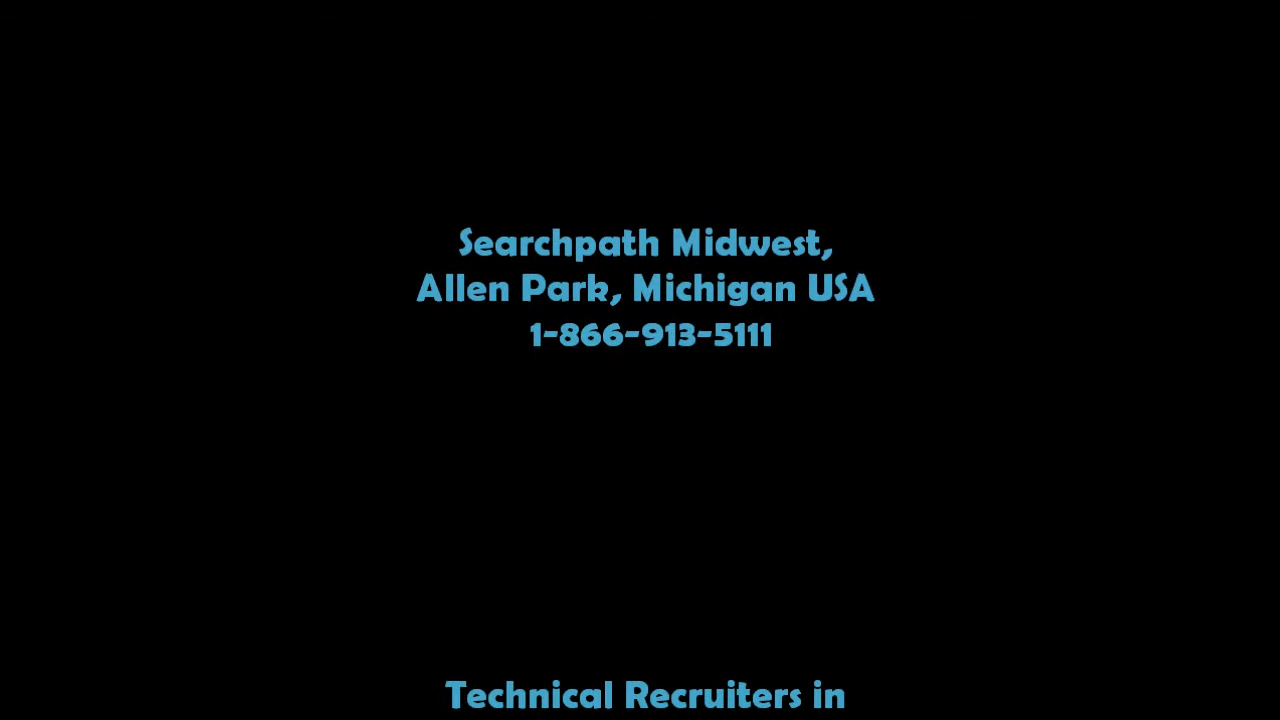 Searchpath Midwest,
Allen Park, Michigan USA
1-866-913-5111
Technical Recruiters in